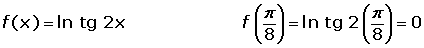 f(x)=ln tg 2x f(π/8)=ln tg 2(π/8)=0